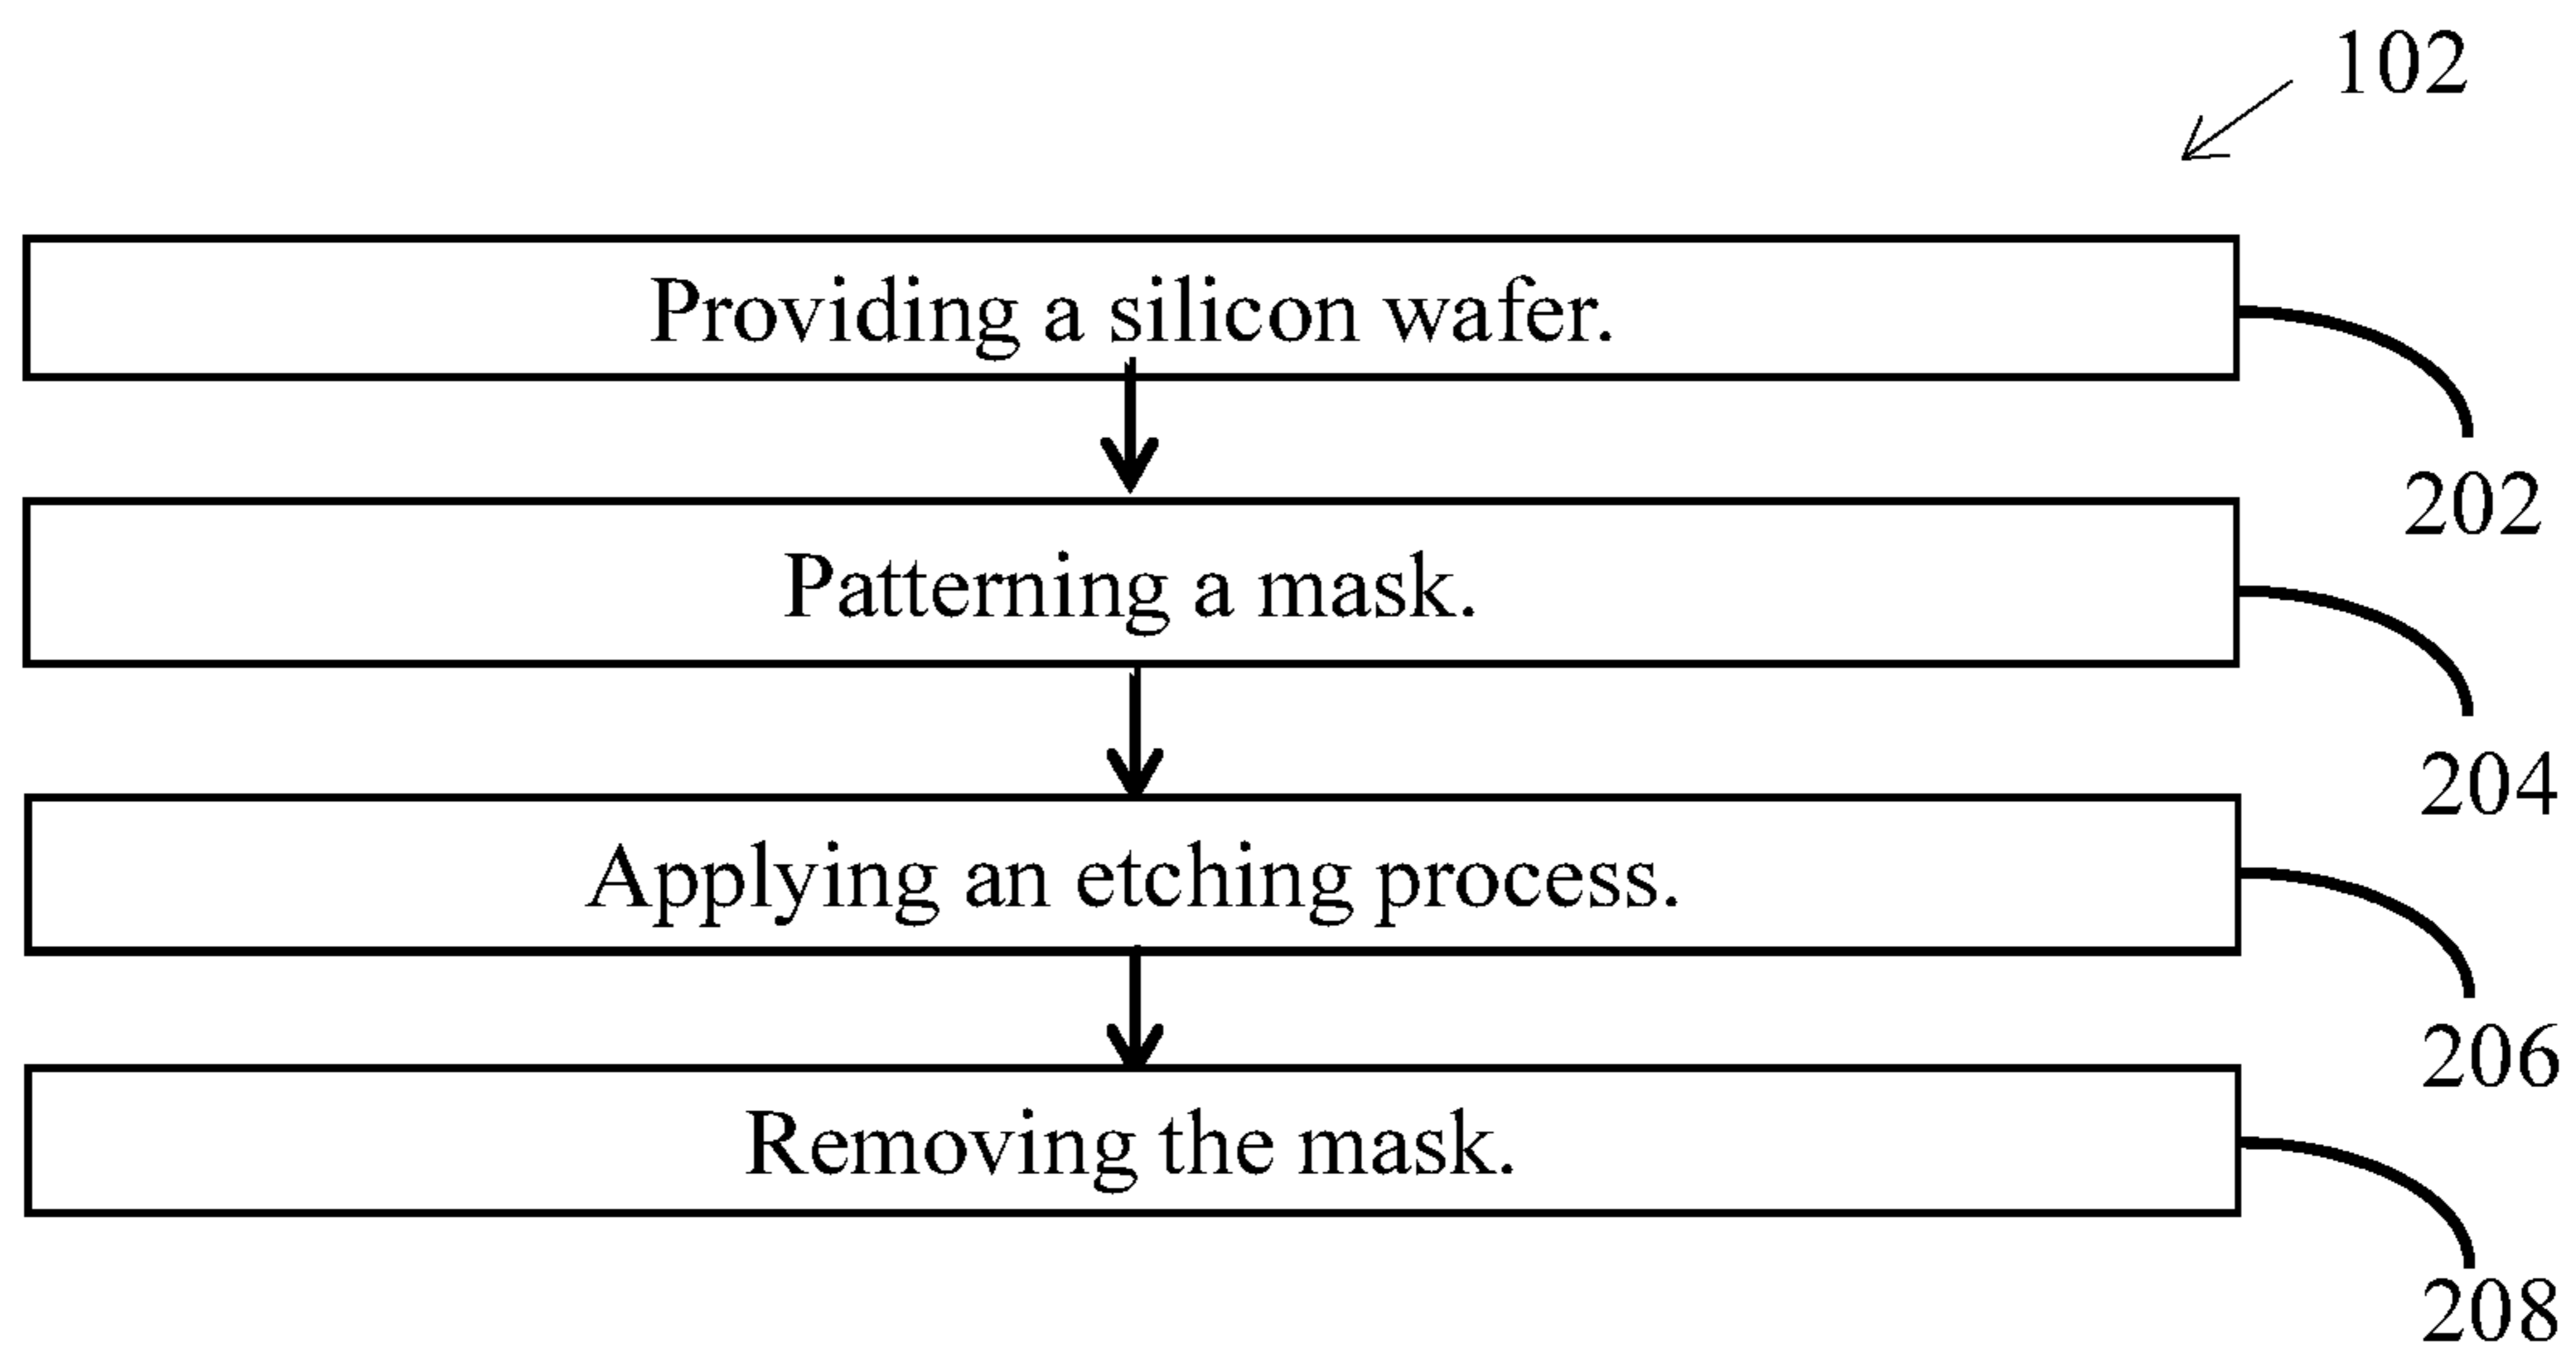 102
Providing a silicon wafer.
202
Patterning a mask.
204
Applying an etching process.
206
Removing the mask.
208